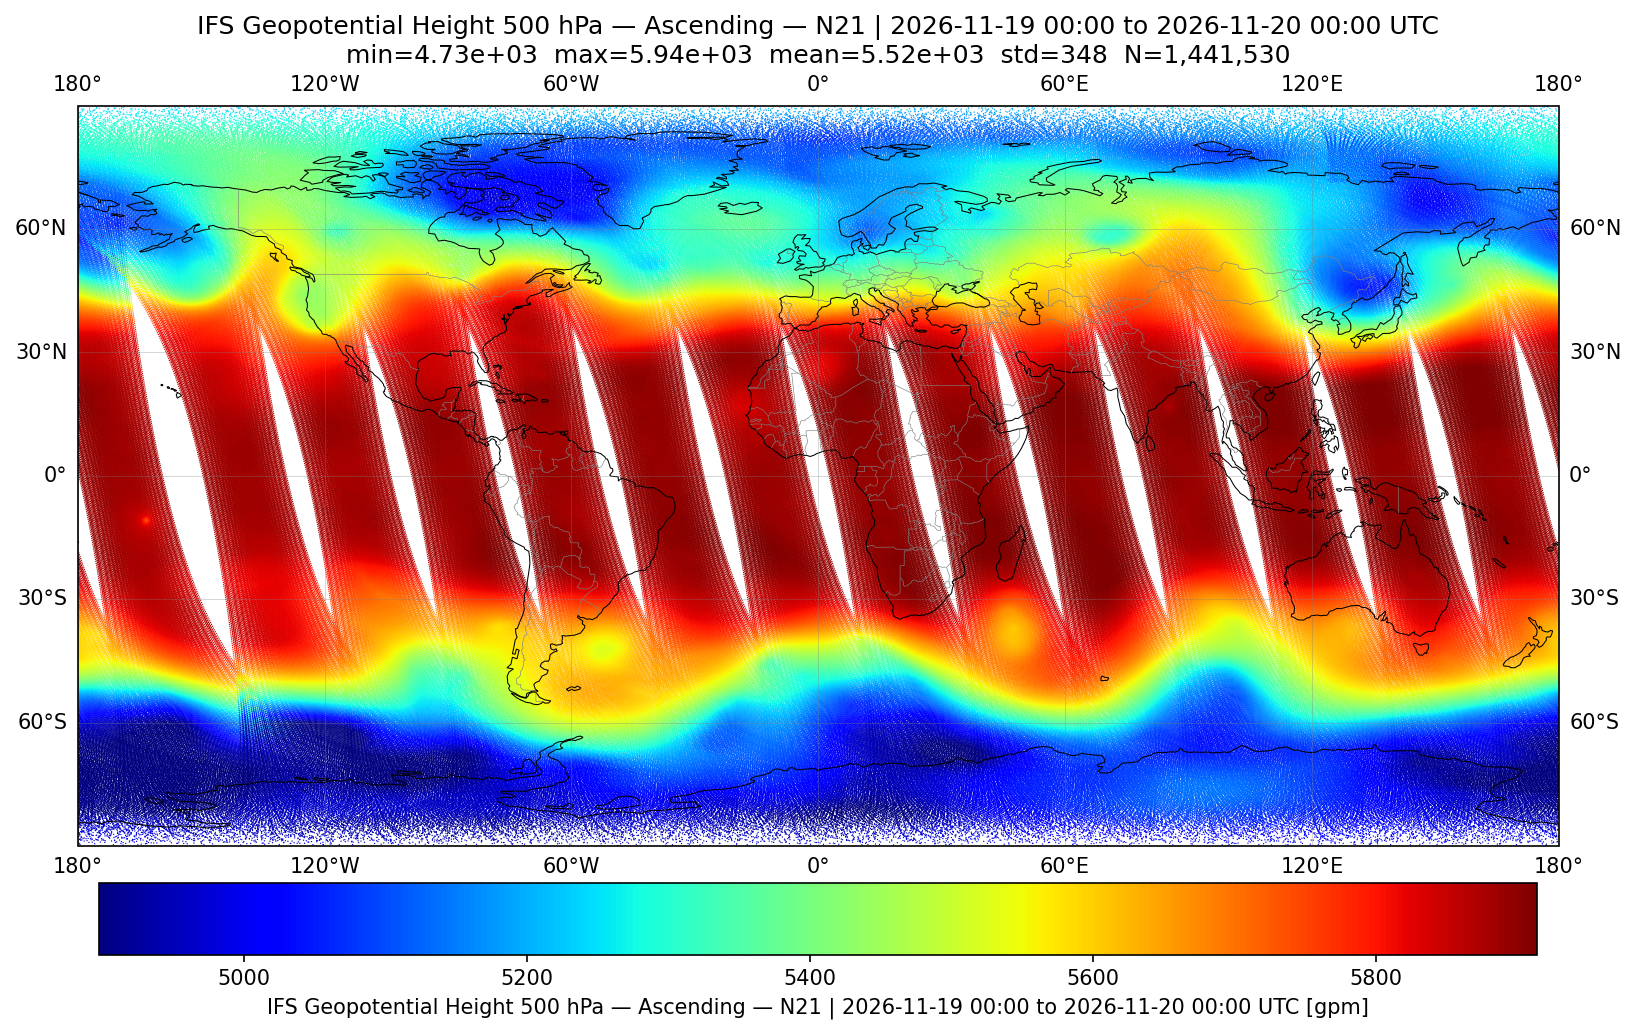 IFS Geopotential Height 500 hPa — Ascending — N21 | 2026-11-19 00:00 to 2026-11-20 00:00 UTC
min=4.73e+03  max=5.94e+03  mean=5.52e+03  std=348  N=1,441,530
180° 120°W 60°W 0° 60°E 120°E 180°
60°N 60°N
30°N 30°N
0° 0°
30°S 30°S
60°S 60°S
180° 120°W 60°W 0° 60°E 120°E 180°
5000 5200 5400 5600 5800
IFS Geopotential Height 500 hPa — Ascending — N21 | 2026-11-19 00:00 to 2026-11-20 00:00 UTC [gpm]